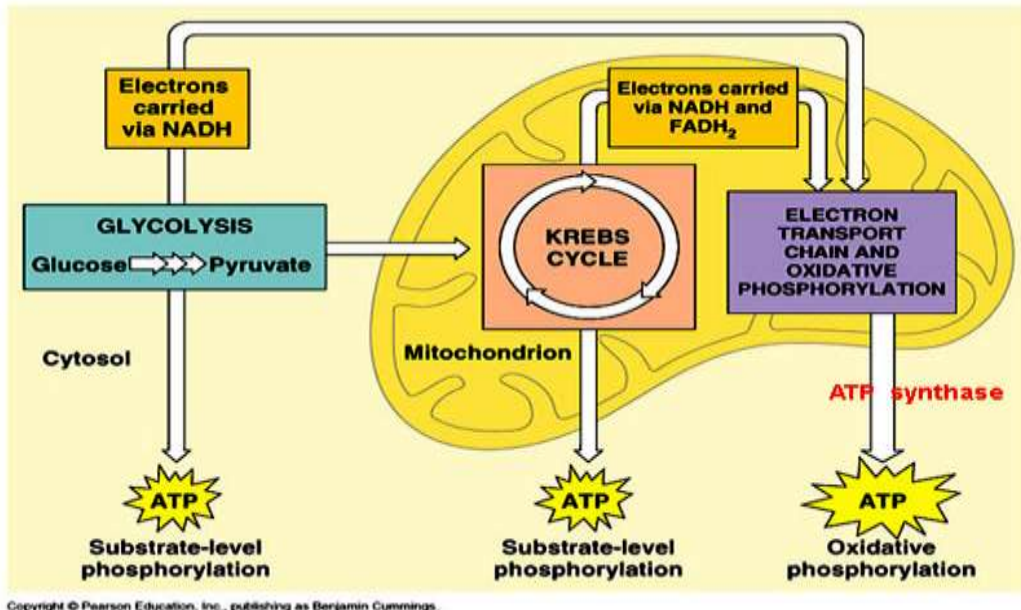 Electrons
carried
via NADH
Electrons carried
via NADH and
FADH₂
GLYCOLYSIS
Glucose Pyruvate
KREBS
CYCLE
ELECTRON
TRANSPORT
CHAIN AND
OXIDATIVE
PHOSPHORYLATION
Cytosol
Mitochondrion
ATP synthase
ATP
ATP
ATP
Substrate-level
phosphorylation
Substrate-level
phosphorylation
Oxidative
phosphorylation
Copyright © Pearson Education, Inc., publishing as Benjamin Cummings.